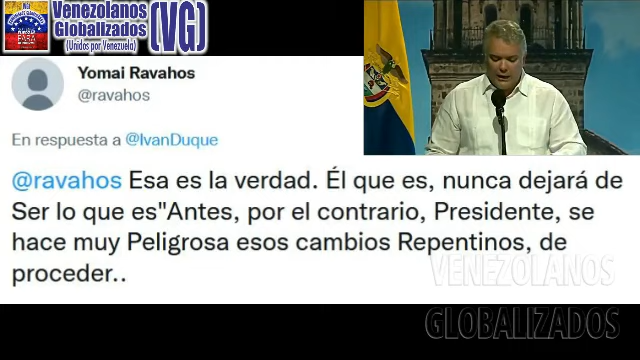 Venezolanos
Globalizados
(Unidos por Venezuela)
(VG)
Yomai Ravahos
@ravahos
En respuesta a @IvanDuque
@ravahos Esa es la verdad. Él que es, nunca dejará de
Ser lo que es"Antes, por el contrario, Presidente, se
hace muy Peligrosa esos cambios Repentinos, de
proceder..
VENEZOLANOS
GLOBALIZADOS